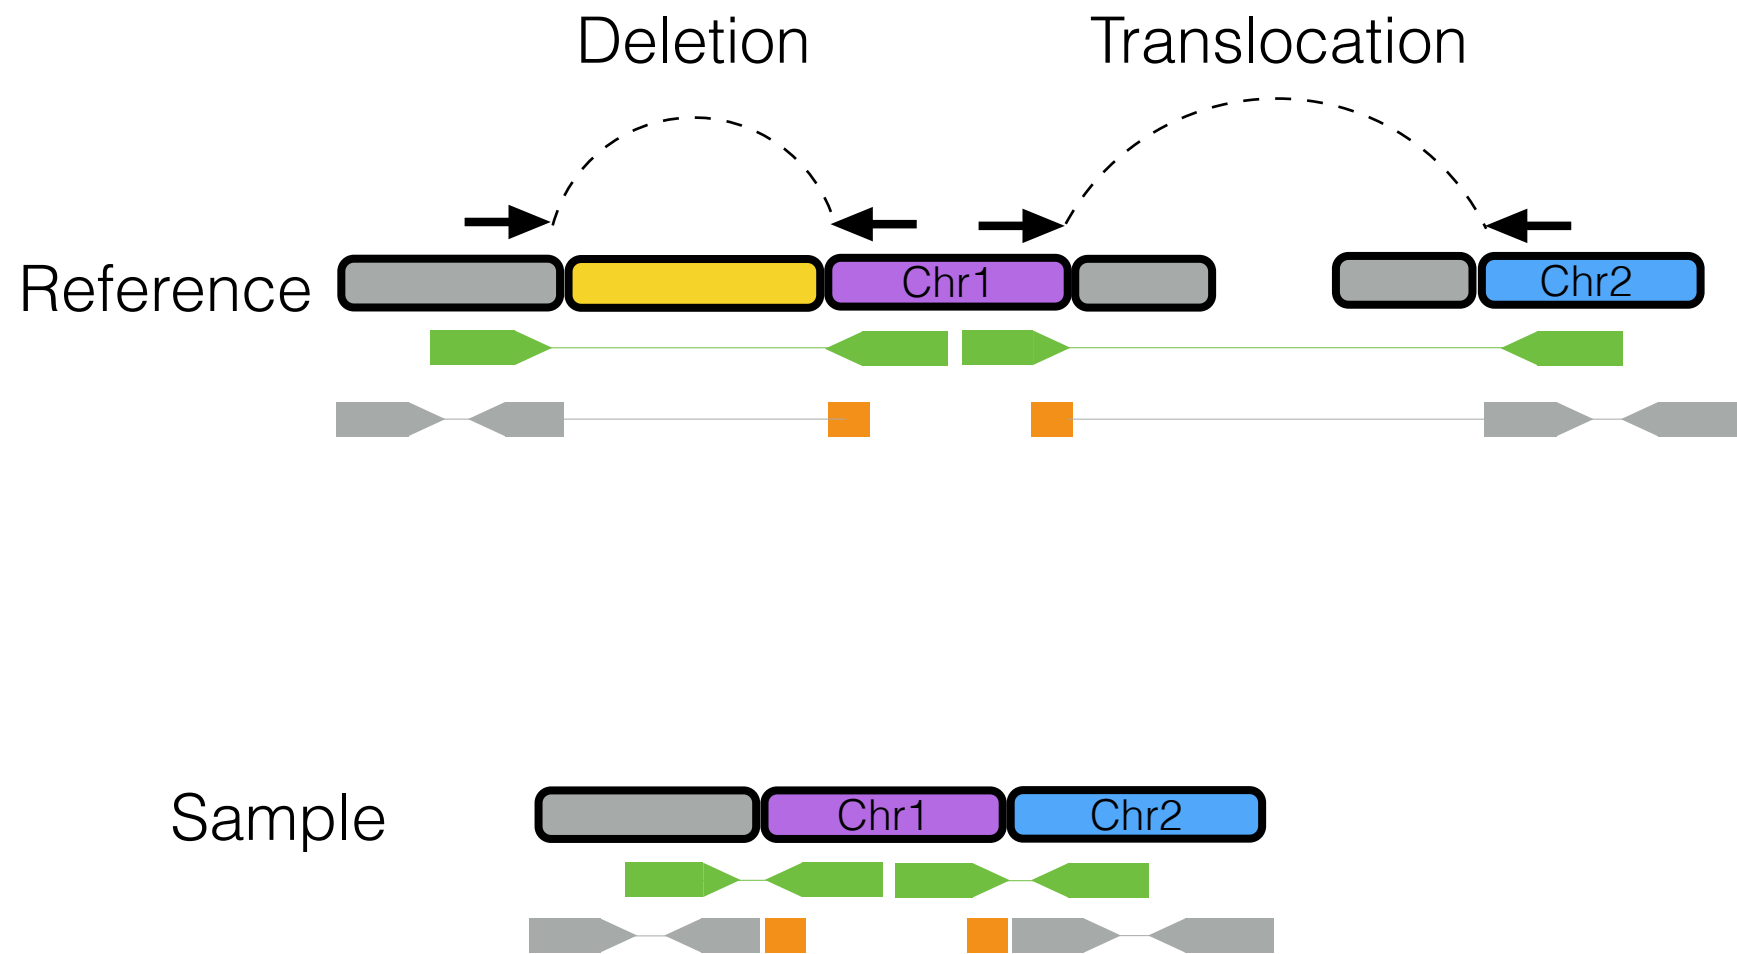 Deletion
Translocation
Reference
Chr1
Chr2
Sample
Chr1
Chr2